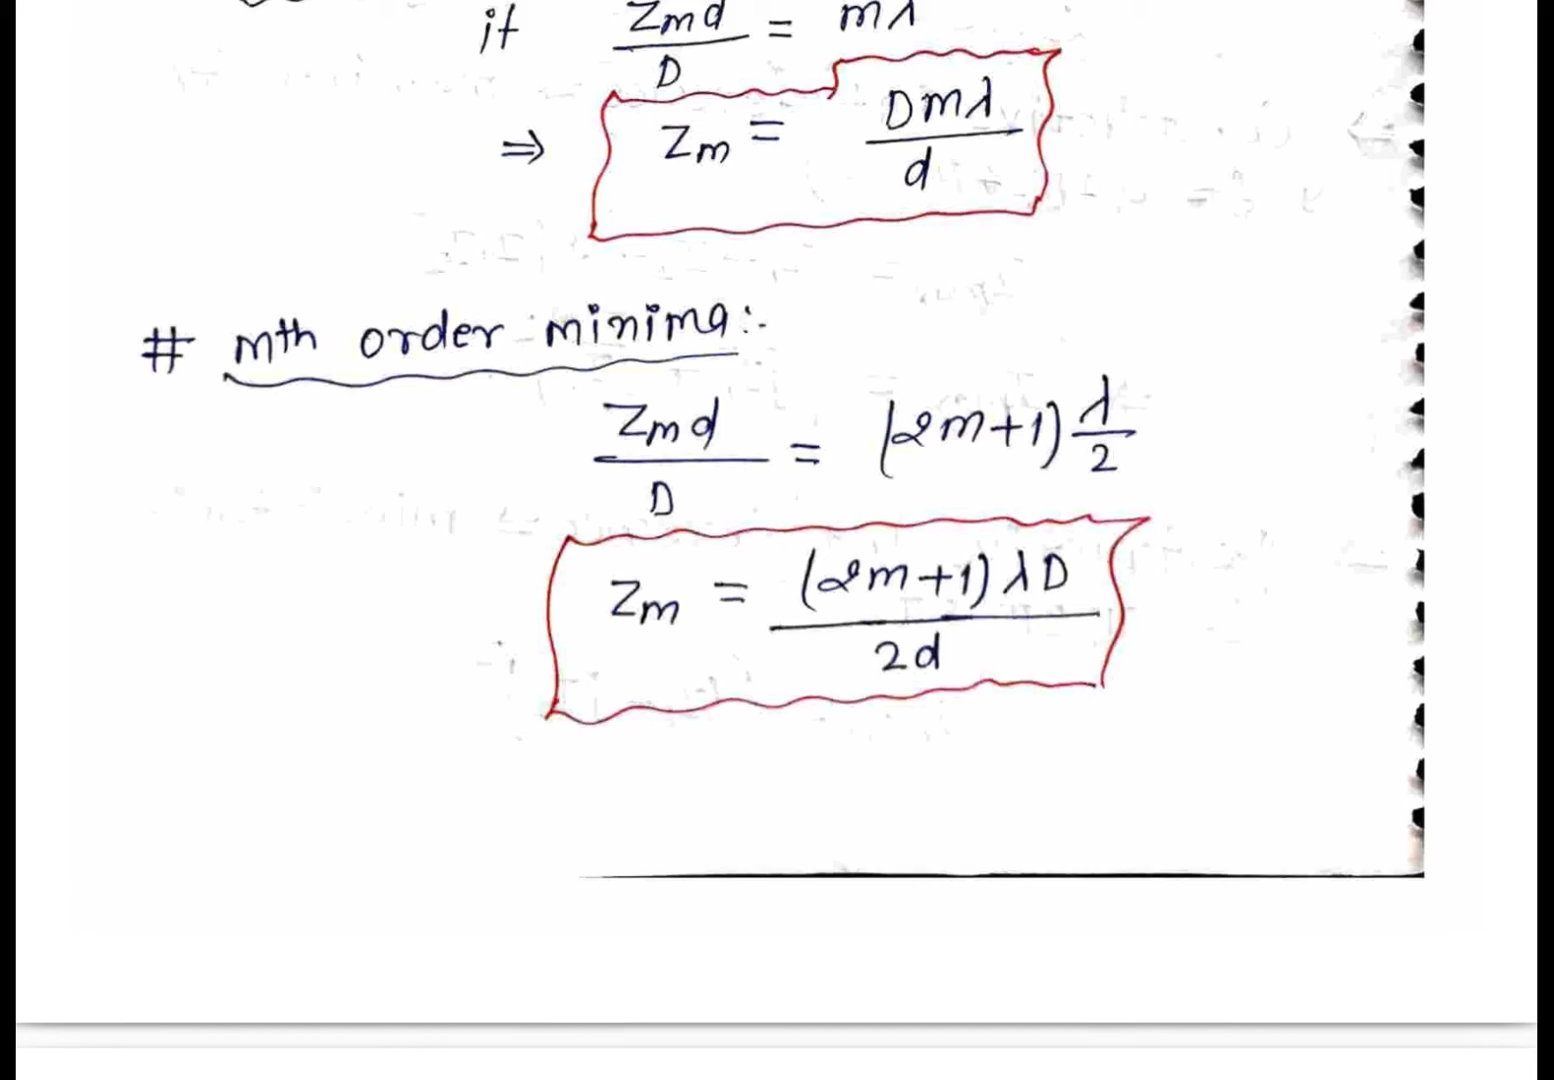 if Zmd/D = mλ
⇒ Zm = Dmλ/d
# mth order minima:-
Zmd/D = (2m+1) λ/2
Zm = (2m+1)λD/2d